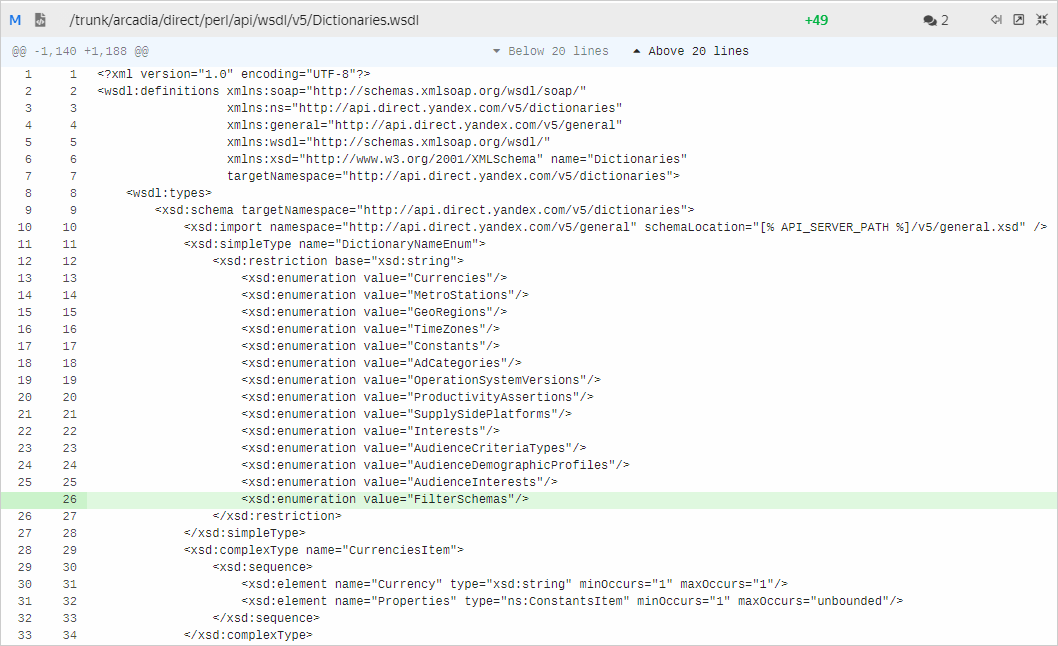 M /trunk/arcadia/direct/perl/api/wsdl/v5/Dictionaries.wsdl +49 2
@@ -1,140 +1,188 @@ Below 20 lines Above 20 lines
1 1 <?xml version="1.0" encoding="UTF-8"?>
2 2 <wsdl:definitions xmlns:soap="http://schemas.xmlsoap.org/wsdl/soap/"
3 3 xmlns:ns="http://api.direct.yandex.com/v5/dictionaries"
4 4 xmlns:general="http://api.direct.yandex.com/v5/general"
5 5 xmlns:wsdl="http://schemas.xmlsoap.org/wsdl/"
6 6 xmlns:xsd="http://www.w3.org/2001/XMLSchema" name="Dictionaries"
7 7 targetNamespace="http://api.direct.yandex.com/v5/dictionaries">
8 8 <wsdl:types>
9 9 <xsd:schema targetNamespace="http://api.direct.yandex.com/v5/dictionaries">
10 10 <xsd:import namespace="http://api.direct.yandex.com/v5/general" schemaLocation="[% API_SERVER_PATH %]/v5/general.xsd" />
11 11 <xsd:simpleType name="DictionaryNameEnum">
12 12 <xsd:restriction base="xsd:string">
13 13 <xsd:enumeration value="Currencies"/>
14 14 <xsd:enumeration value="MetroStations"/>
15 15 <xsd:enumeration value="GeoRegions"/>
16 16 <xsd:enumeration value="TimeZones"/>
17 17 <xsd:enumeration value="Constants"/>
18 18 <xsd:enumeration value="AdCategories"/>
19 19 <xsd:enumeration value="OperationSystemVersions"/>
20 20 <xsd:enumeration value="ProductivityAssertions"/>
21 21 <xsd:enumeration value="SupplySidePlatforms"/>
22 22 <xsd:enumeration value="Interests"/>
23 23 <xsd:enumeration value="AudienceCriteriaTypes"/>
24 24 <xsd:enumeration value="AudienceDemographicProfiles"/>
25 25 <xsd:enumeration value="AudienceInterests"/>
26 <xsd:enumeration value="FilterSchemas"/>
26 27 </xsd:restriction>
27 28 </xsd:simpleType>
28 29 <xsd:complexType name="CurrenciesItem">
29 30 <xsd:sequence>
30 31 <xsd:element name="Currency" type="xsd:string" minOccurs="1" maxOccurs="1"/>
31 32 <xsd:element name="Properties" type="ns:ConstantsItem" minOccurs="1" maxOccurs="unbounded"/>
32 33 </xsd:sequence>
33 34 </xsd:complexType>